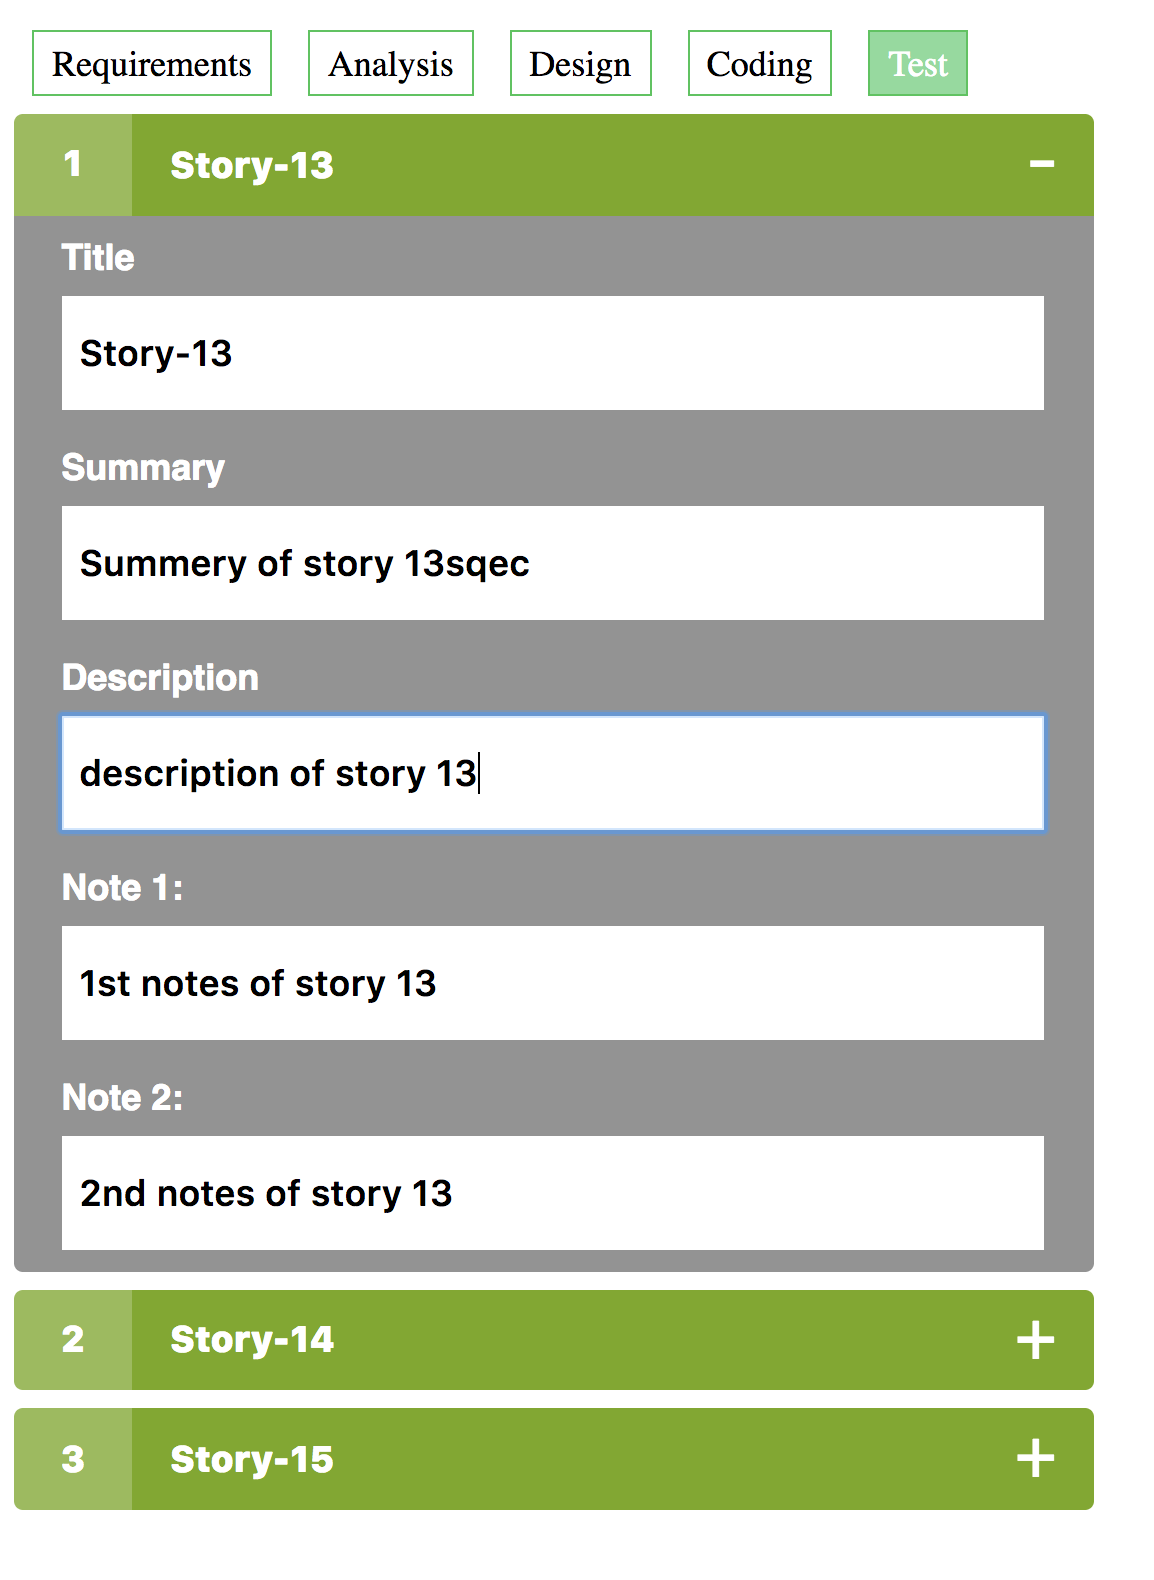 Requirements Analysis Design Coding Test
1 Story-13 −
Title
Story-13
Summary
Summery of story 13sqec
Description
description of story 13
Note 1:
1st notes of story 13
Note 2:
2nd notes of story 13
2 Story-14 +
3 Story-15 +